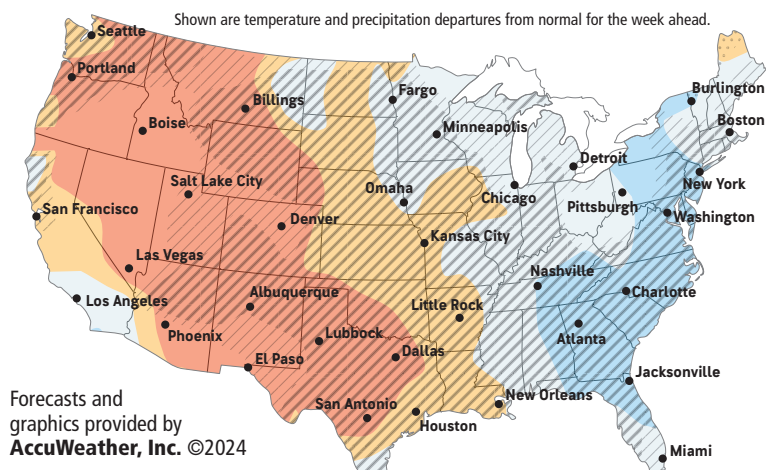 Shown are temperature and precipitation departures from normal for the week ahead.
Seattle
Portland
Billings
Boise
Fargo
Minneapolis
Burlington
Boston
Detroit
Salt Lake City
Omaha
Chicago
Pittsburgh
New York
San Francisco
Denver
Kansas City
Washington
Las Vegas
Nashville
Los Angeles
Albuquerque
Little Rock
Charlotte
Phoenix
Lubbock
Atlanta
El Paso
Dallas
Jacksonville
San Antonio
New Orleans
Houston
Miami
Forecasts and
graphics provided by
AccuWeather, Inc. ©2024